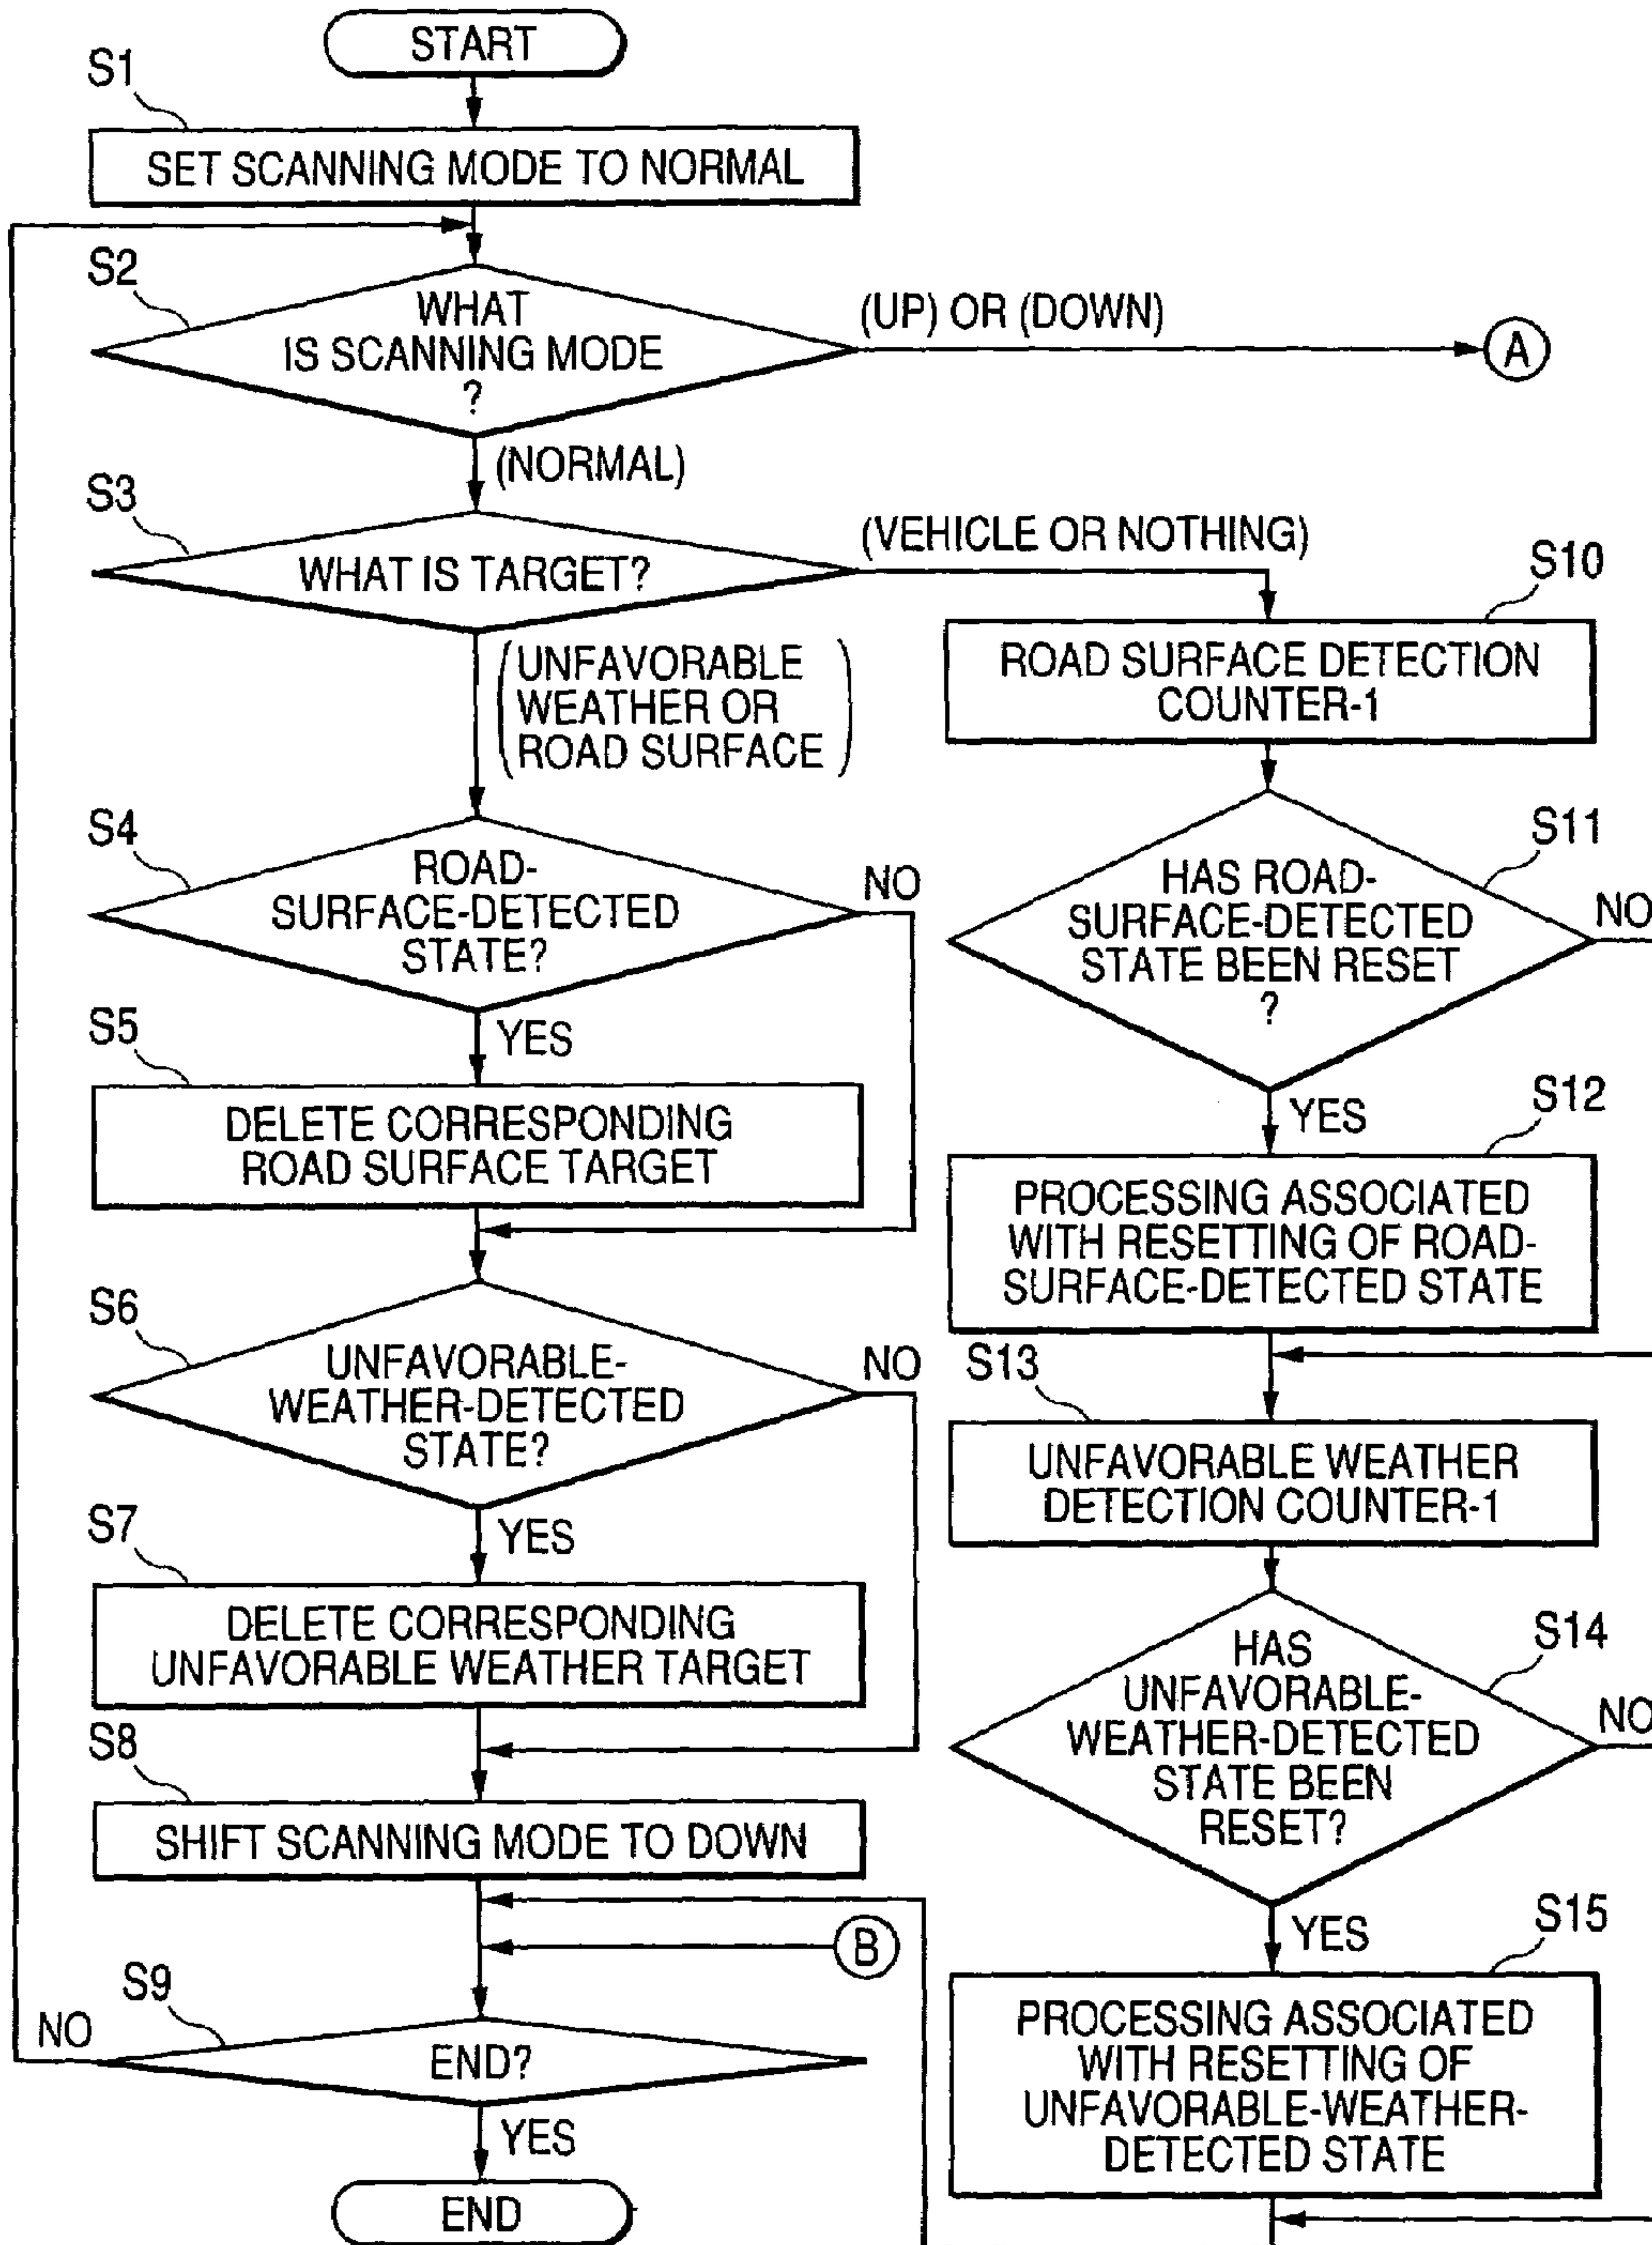 START
S1
SET SCANNING MODE TO NORMAL
S2
WHAT
IS SCANNING MODE
?
(UP) OR (DOWN)
A
(NORMAL)
S3
WHAT IS TARGET?
(VEHICLE OR NOTHING)
(UNFAVORABLE
WEATHER OR
ROAD SURFACE)
S4
ROAD-
SURFACE-DETECTED
STATE?
NO
YES
S5
DELETE CORRESPONDING
ROAD SURFACE TARGET
S6
UNFAVORABLE-
WEATHER-DETECTED
STATE?
NO
YES
S7
DELETE CORRESPONDING
UNFAVORABLE WEATHER TARGET
S8
SHIFT SCANNING MODE TO DOWN
B
S9
NO
END?
YES
END
S10
ROAD SURFACE DETECTION
COUNTER-1
S11
HAS ROAD-
SURFACE-DETECTED
STATE BEEN RESET
?
NO
YES
S12
PROCESSING ASSOCIATED
WITH RESETTING OF ROAD-
SURFACE-DETECTED STATE
S13
UNFAVORABLE WEATHER
DETECTION COUNTER-1
S14
HAS
UNFAVORABLE-
WEATHER-DETECTED
STATE BEEN
RESET?
NO
YES
S15
PROCESSING ASSOCIATED
WITH RESETTING OF
UNFAVORABLE-WEATHER-
DETECTED STATE